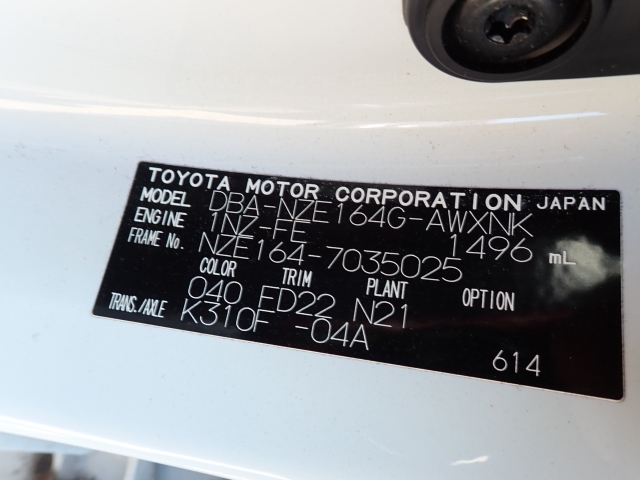 TOYOTA MOTOR CORPORATION JAPAN
MODEL DBA-NZE164G-AWXNK
ENGINE 1NZ-FE 1496 mL
FRAME No. NZE164-7035025
COLOR TRIM PLANT OPTION
040 FD22 N21
TRANS./AXLE K310F -04A
614